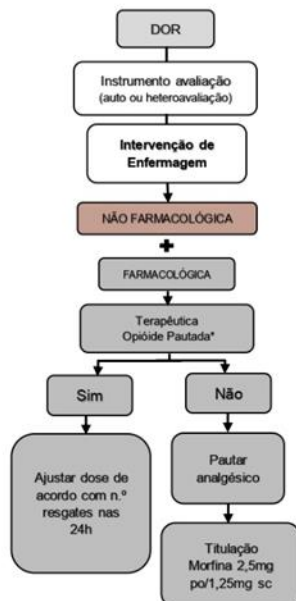 DOR
Instrumento avaliação
(auto ou heteroavaliação)
Intervenção de
Enfermagem
NÃO FARMACOLÓGICA
+
FARMACOLÓGICA
Terapêutica
Opióide Pautada*
Sim
Não
Ajustar dose de
acordo com n.º
resgates nas
24h
Pautar
analgésico
Titulação
Morfina 2,5mg
po/1,25mg sc